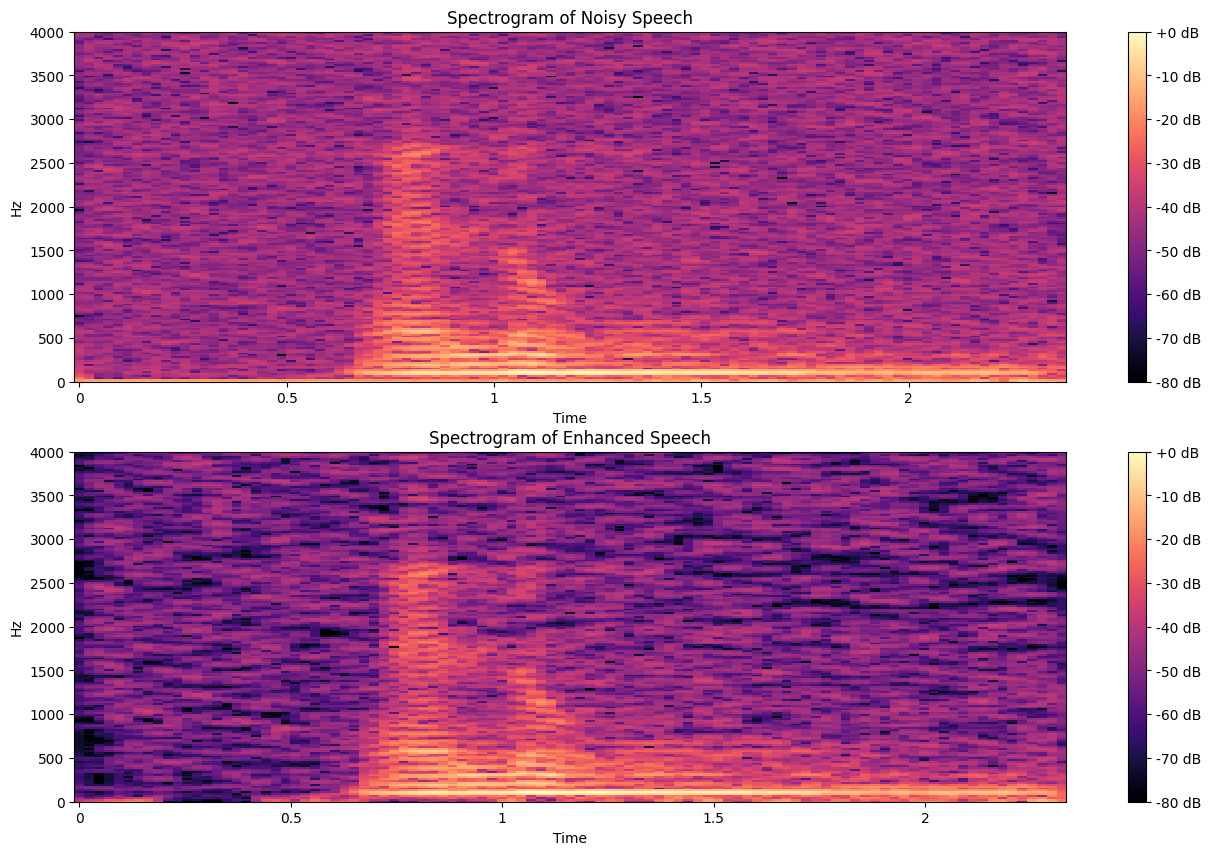 Spectrogram of Noisy Speech
4000
3500
3000
2500
2000
1500
1000
500
0
Hz
0
0.5
1
1.5
2
Time
+0 dB
-10 dB
-20 dB
-30 dB
-40 dB
-50 dB
-60 dB
-70 dB
-80 dB
Spectrogram of Enhanced Speech
4000
3500
3000
2500
2000
1500
1000
500
0
Hz
0
0.5
1
1.5
2
Time
+0 dB
-10 dB
-20 dB
-30 dB
-40 dB
-50 dB
-60 dB
-70 dB
-80 dB